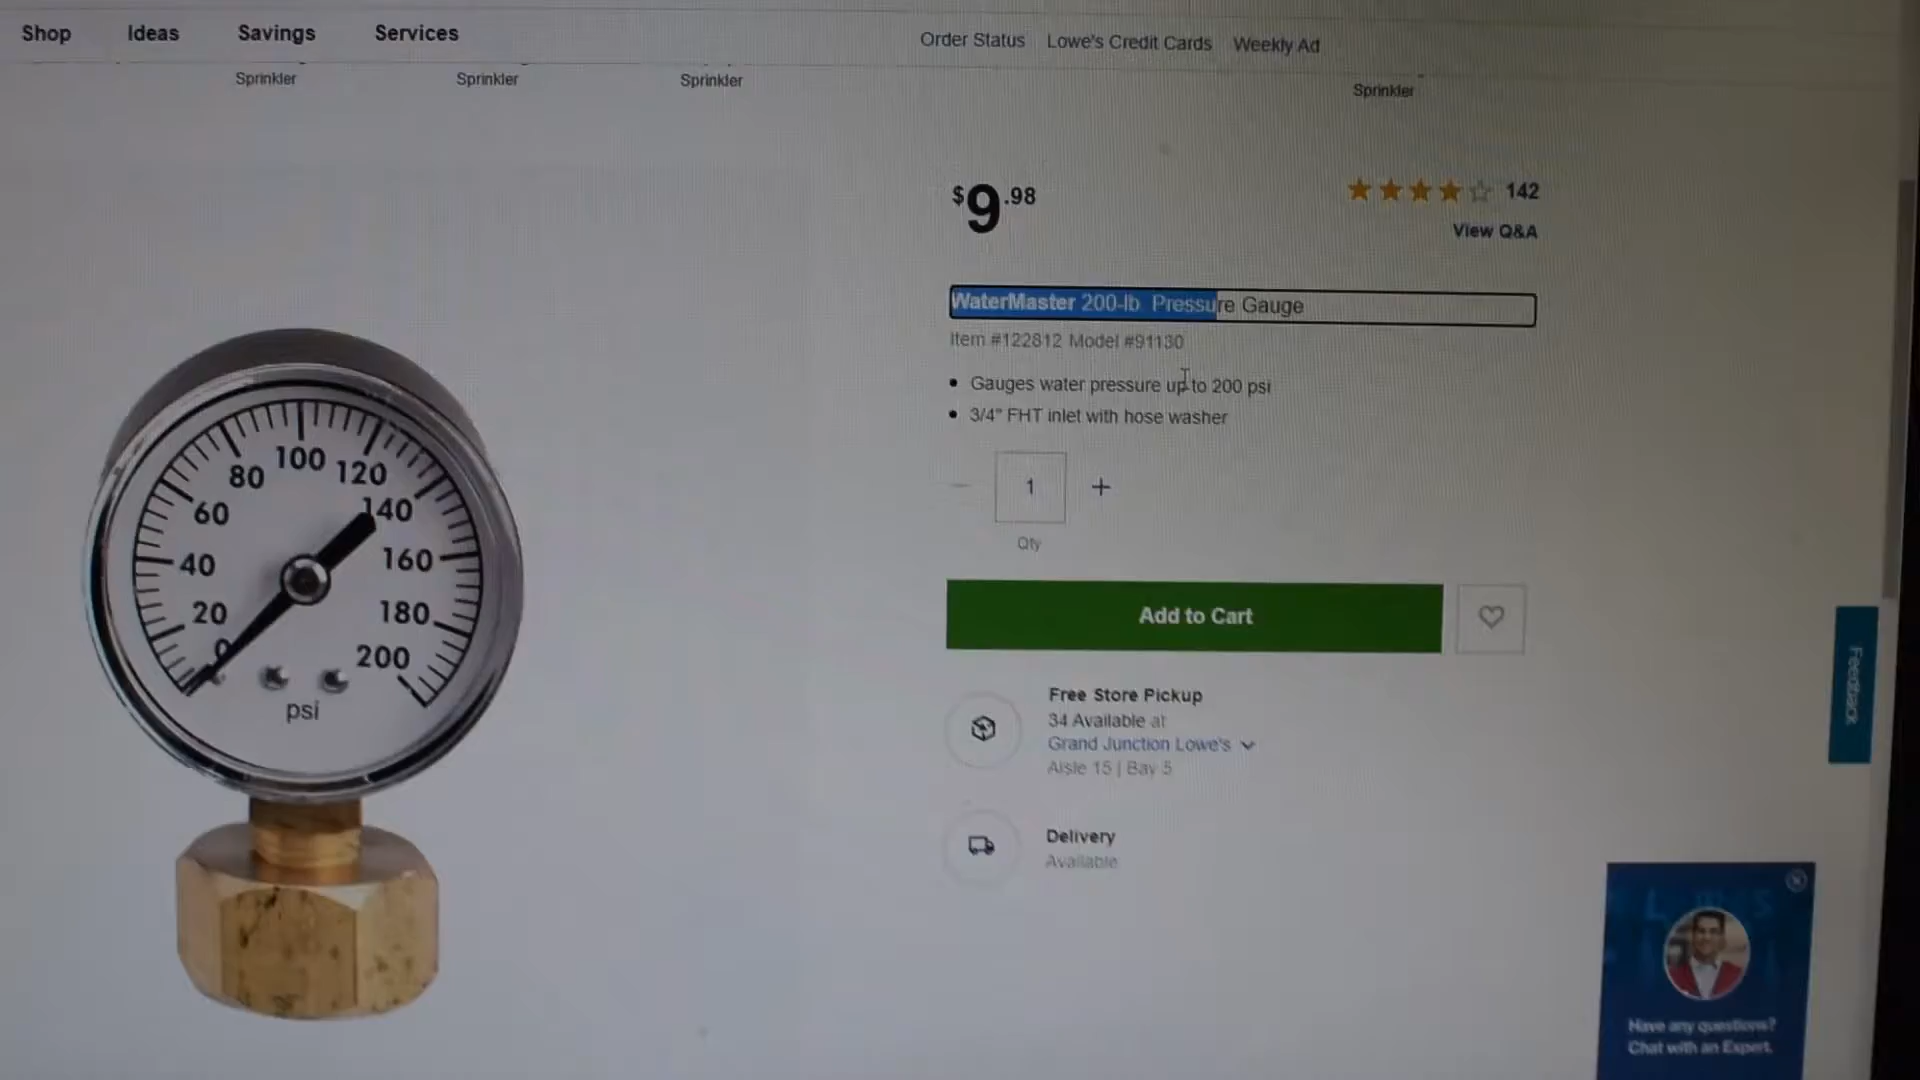 Shop Ideas Savings Services
Order Status Lowe's Credit Cards Weekly Ad
Sprinkler Sprinkler Sprinkler Sprinkler
$9.98
142
View Q&A
WaterMaster 200-lb Pressure Gauge
Item #122812 Model #91130
Gauges water pressure up to 200 psi
3/4" FHT inlet with hose washer
1 +
Qty
Add to Cart
Free Store Pickup
34 Available at
Grand Junction Lowe's
Aisle 15 | Bay 5
Delivery
Available
0 20 40 60 80 100 120 140 160 180 200
psi
Feedback
Have any questions?
Chat with an Expert.